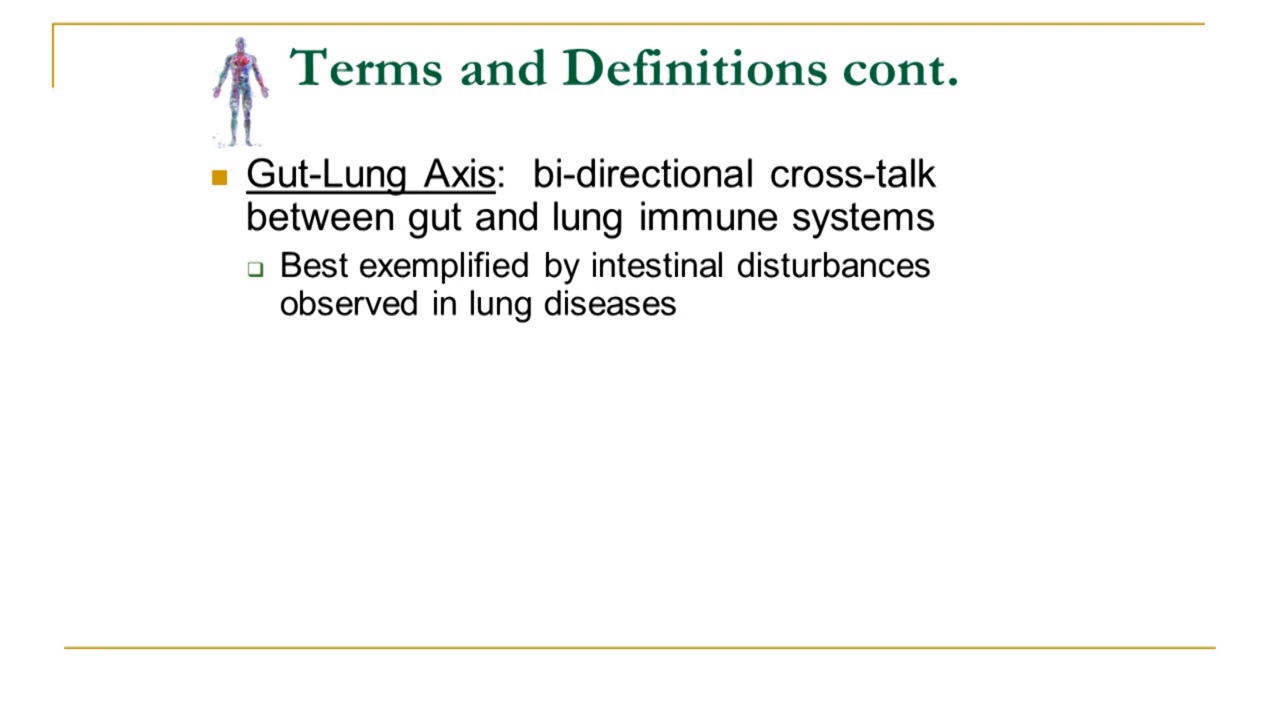 Terms and Definitions cont.
Gut-Lung Axis: bi-directional cross-talk
between gut and lung immune systems
Best exemplified by intestinal disturbances
observed in lung diseases